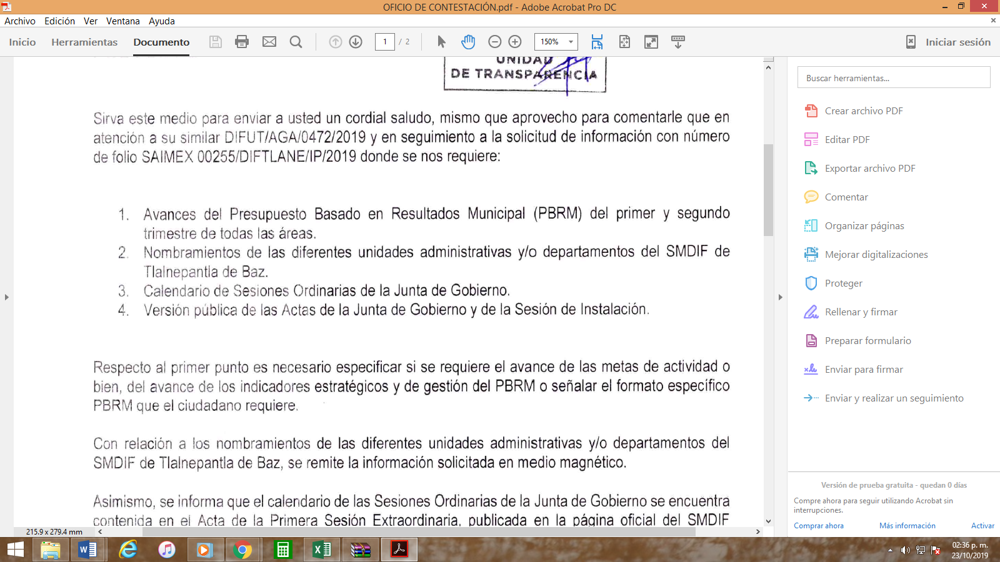 OFICIO DE CONTESTACIÓN.pdf - Adobe Acrobat Pro DC
Archivo Edición Ver Ventana Ayuda
Inicio Herramientas Documento 1 / 2 150% Iniciar sesión
UNIDAD
DE TRANSPARENCIA
Sirva este medio para enviar a usted un cordial saludo, mismo que aprovecho para comentarle que en
atención a su similar DIFUT/AGA/0472/2019 y en seguimiento a la solicitud de información con número
de folio SAIMEX 00255/DIFTLANE/IP/2019 donde se nos requiere:
1. Avances del Presupuesto Basado en Resultados Municipal (PBRM) del primer y segundo
trimestre de todas las áreas.
2. Nombramientos de las diferentes unidades administrativas y/o departamentos del SMDIF de
Tlalnepantla de Baz.
3. Calendario de Sesiones Ordinarias de la Junta de Gobierno.
4. Versión pública de las Actas de la Junta de Gobierno y de la Sesión de Instalación.
Respecto al primer punto es necesario especificar si se requiere el avance de las metas de actividad o
bien, del avance de los indicadores estratégicos y de gestión del PBRM o señalar el formato específico
PBRM que el ciudadano requiere.
Con relación a los nombramientos de las diferentes unidades administrativas y/o departamentos del
SMDIF de Tlalnepantla de Baz, se remite la información solicitada en medio magnético.
Asimismo, se informa que el calendario de las Sesiones Ordinarias de la Junta de Gobierno se encuentra
contenida en el Acta de la Primera Sesión Extraordinaria, publicada en la página oficial del SMDIF
215.9 x 279.4 mm
Buscar herramientas...
Crear archivo PDF
Editar PDF
Exportar archivo PDF
Comentar
Organizar páginas
Mejorar digitalizaciones
Proteger
Rellenar y firmar
Preparar formulario
Enviar para firmar
Enviar y realizar un seguimiento
Versión de prueba gratuita - quedan 0 días
Compre ahora para seguir utilizando Acrobat sin
interrupciones.
Comprar ahora Más información Activar
02:36 p. m.
23/10/2019